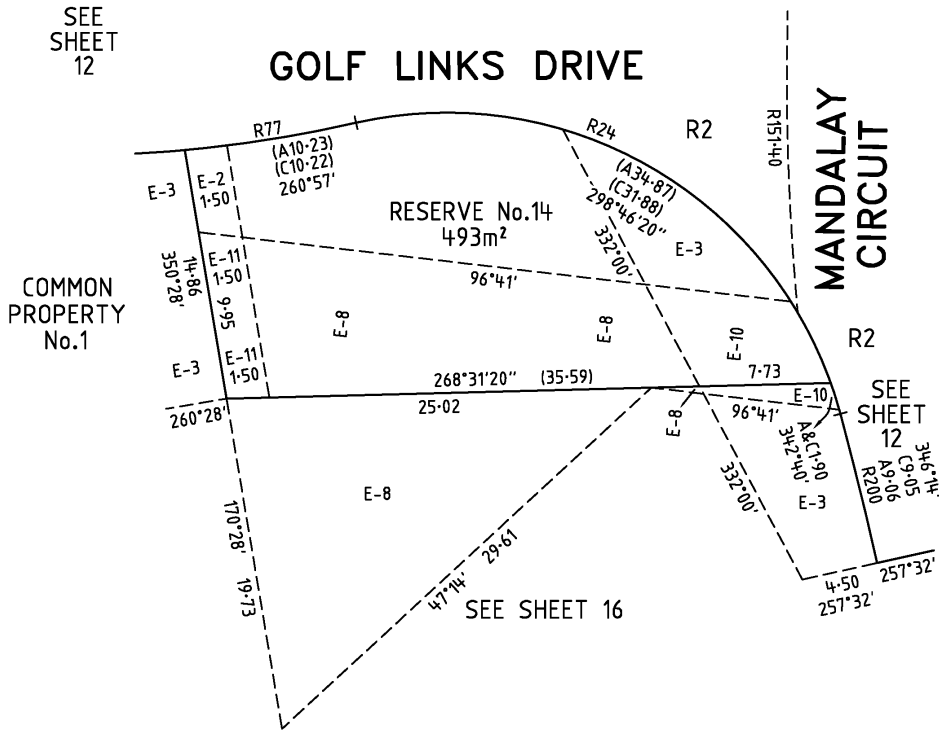 SEE
SHEET
12
GOLF LINKS DRIVE
R77
(A10·23)
(C10·22)
260°57'
R24
R2
R151·40
MANDALAY
CIRCUIT
(A34·87)
(C31·88)
298°46'20"
E-3
E-2
1·50
RESERVE No.14
493m²
332°00'
E-3
14·86
350°28'
E-11
1·50
9·95
96°41'
COMMON
PROPERTY
No.1
E-8
E-8
E-10
R2
E-3
E-11
1·50
268°31'20" (35·59)
7·73
260°28'
25·02
E-8
96°41'
E-10
SEE
SHEET
12
A&C1·90
342°40'
346°14'
C9·05
A9·06
R200
E-8
332°00'
E-3
170°28'
19·73
47°14'
29·61
SEE SHEET 16
4·50
257°32'
257°32'